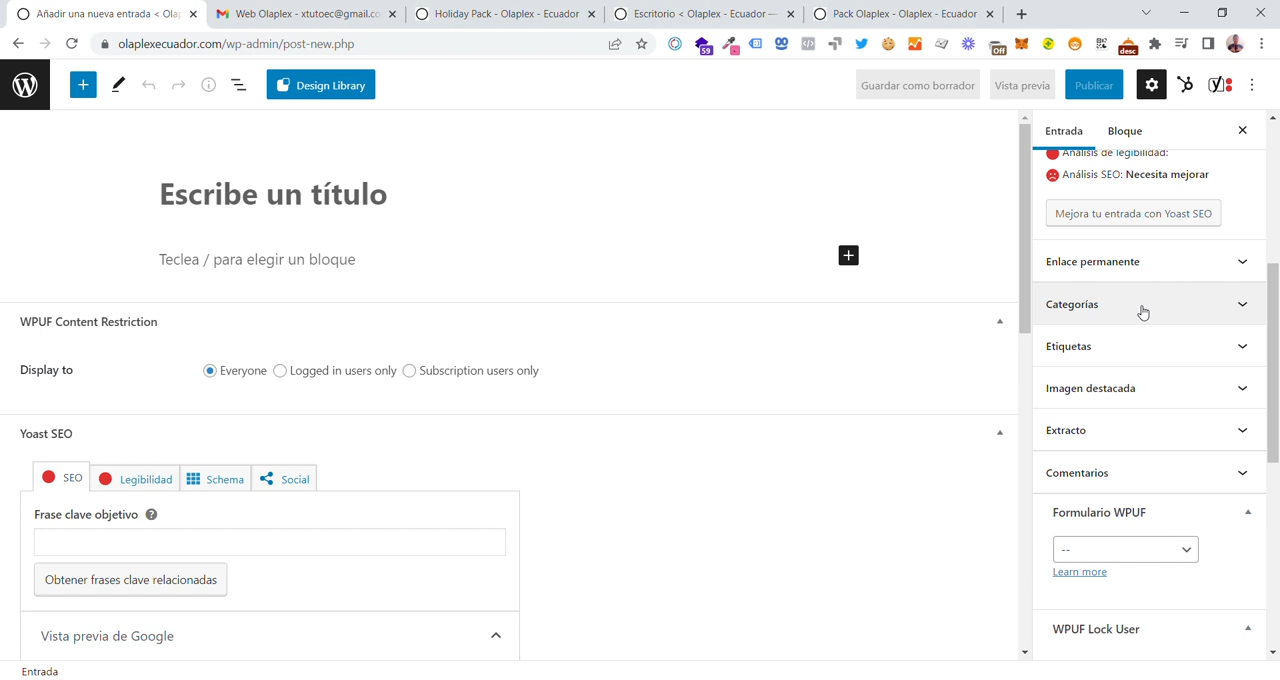 Añadir una nueva entrada < Olap
Web Olaplex - xtutoec@gmail.co
Holiday Pack - Olaplex - Ecuador
Escritorio < Olaplex - Ecuador —
Pack Olaplex - Olaplex - Ecuador
olaplexecuador.com/wp-admin/post-new.php
59
Off
desc
Design Library
Guardar como borrador
Vista previa
Publicar
Entrada
Bloque
Análisis de legibilidad:
Análisis SEO: Necesita mejorar
Mejora tu entrada con Yoast SEO
Escribe un título
Teclea / para elegir un bloque
Enlace permanente
Categorías
WPUF Content Restriction
Etiquetas
Display to
Everyone
Logged in users only
Subscription users only
Imagen destacada
Yoast SEO
Extracto
SEO
Legibilidad
Schema
Social
Comentarios
Frase clave objetivo
Formulario WPUF
--
Learn more
Obtener frases clave relacionadas
Vista previa de Google
WPUF Lock User
Entrada